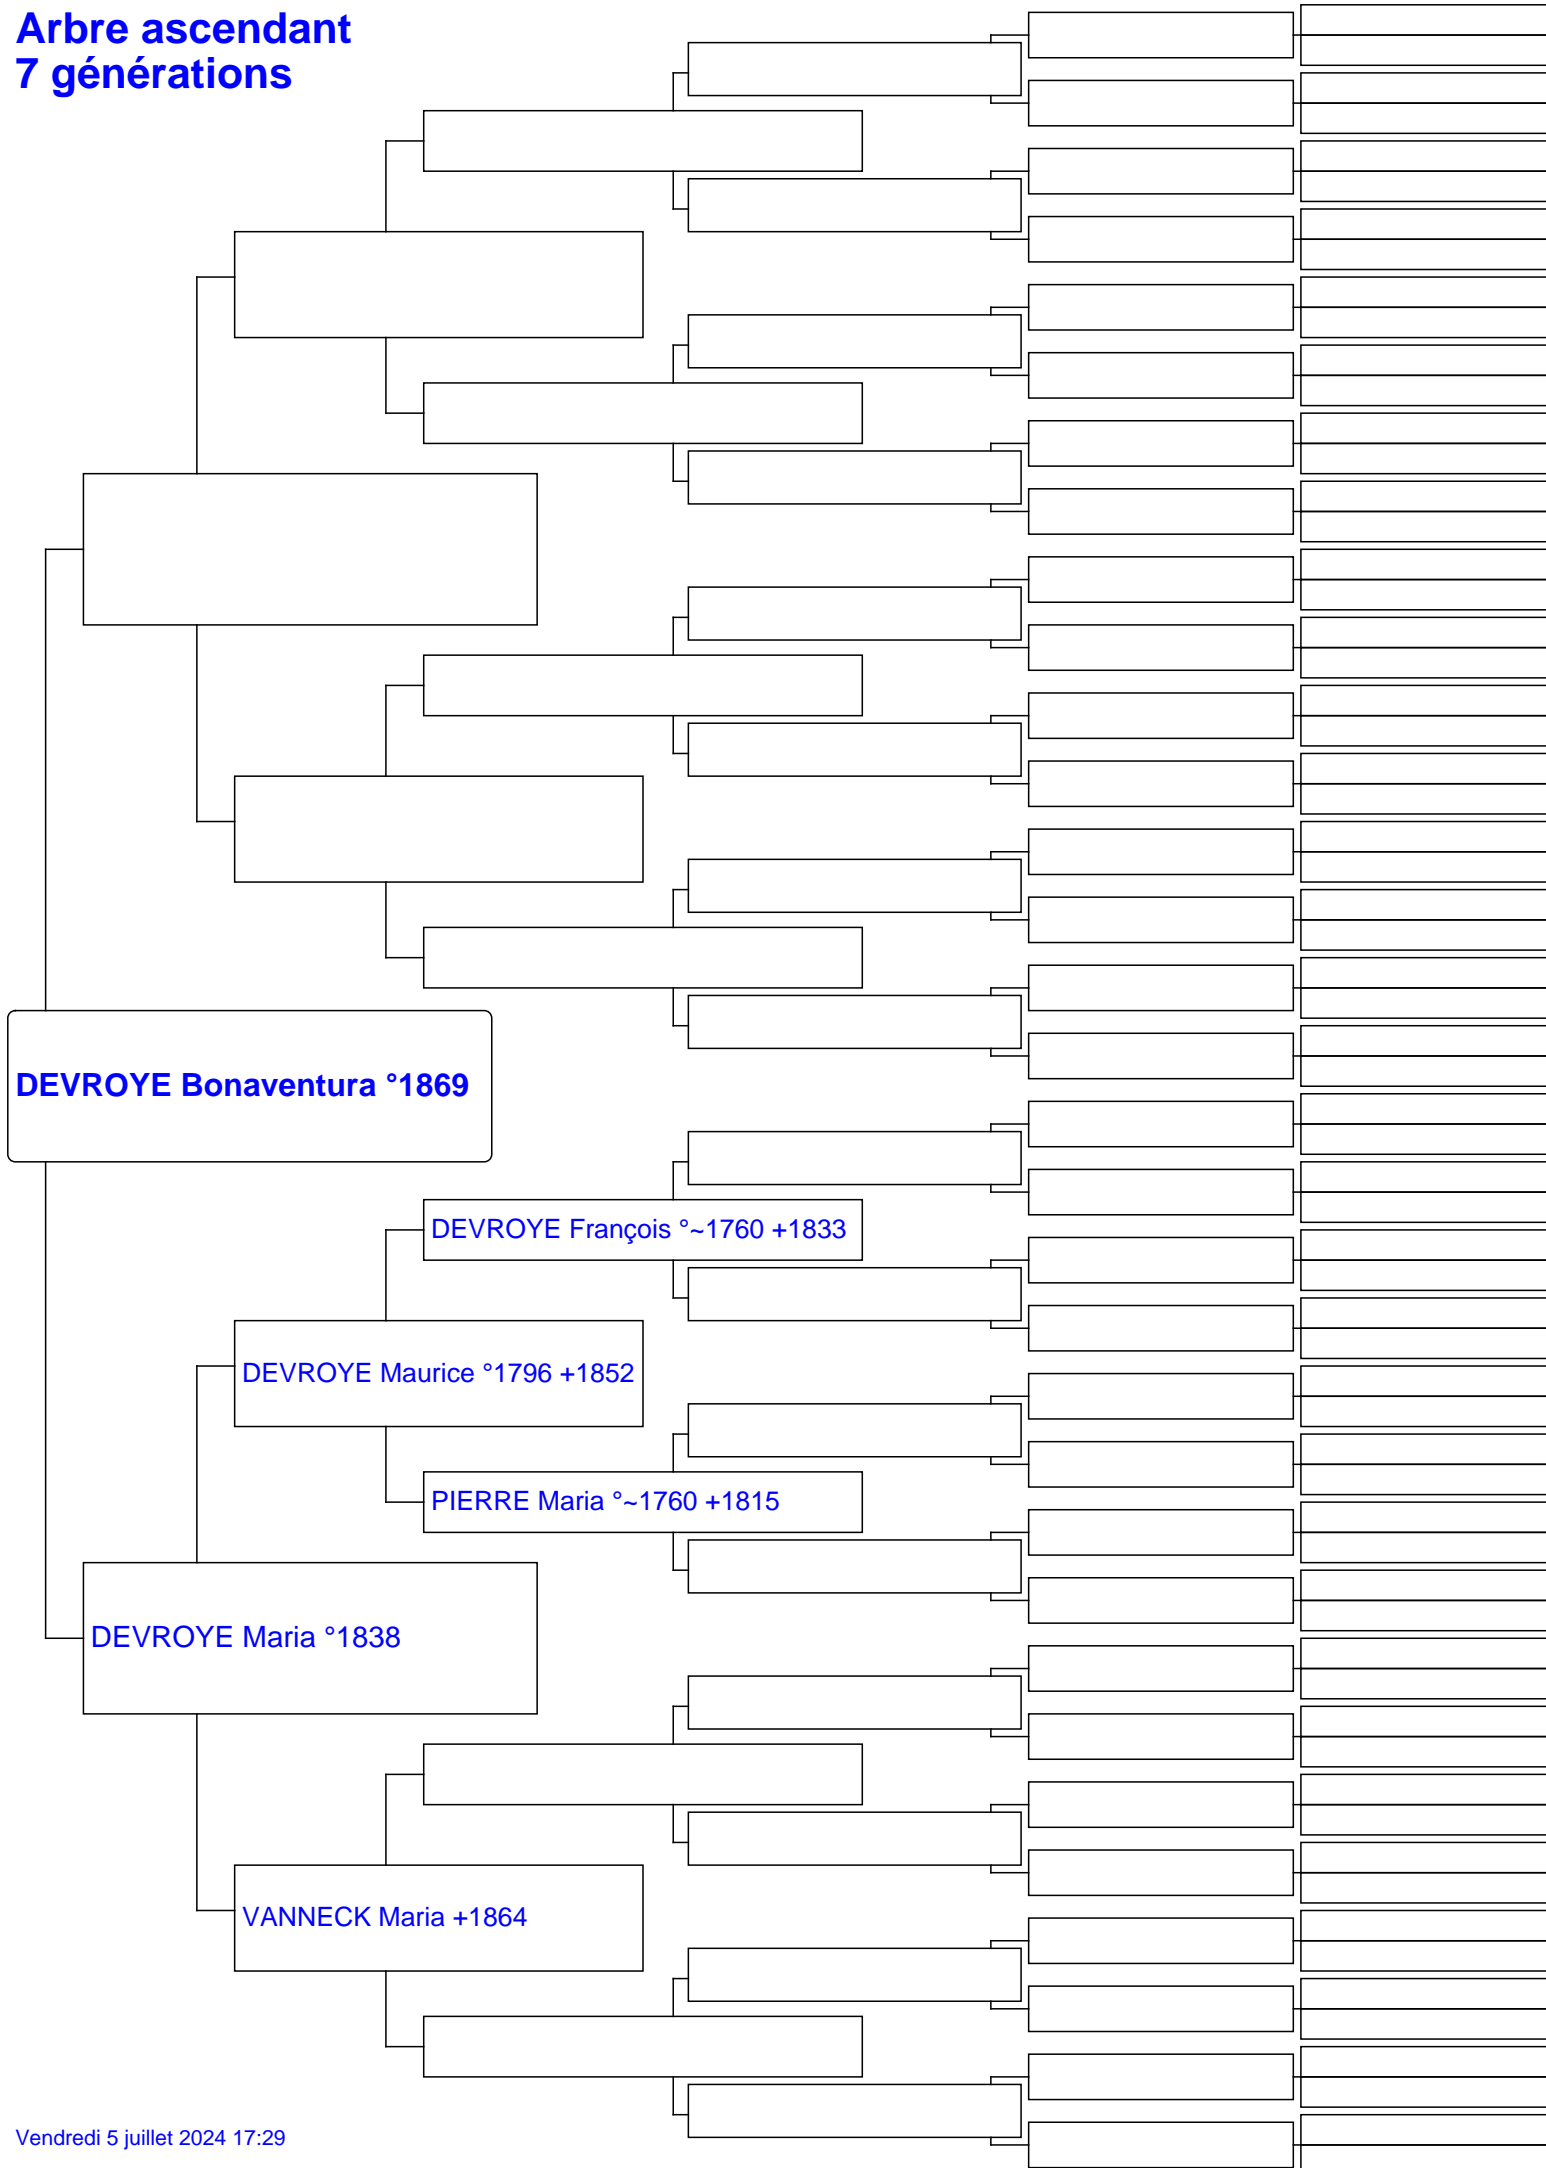 Arbre ascendant
7 générations
DEVROYE Bonaventura °1869
DEVROYE François °~1760 +1833
DEVROYE Maurice °1796 +1852
PIERRE Maria °~1760 +1815
DEVROYE Maria °1838
VANNECK Maria +1864
Vendredi 5 juillet 2024 17:29